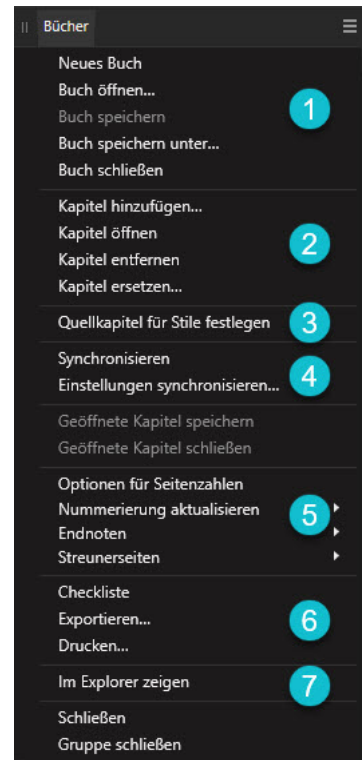 Bücher
Neues Buch
Buch öffnen...
Buch speichern
Buch speichern unter...
Buch schließen
1
Kapitel hinzufügen...
Kapitel öffnen
Kapitel entfernen
Kapitel ersetzen...
2
Quellkapitel für Stile festlegen
3
Synchronisieren
Einstellungen synchronisieren...
4
Geöffnete Kapitel speichern
Geöffnete Kapitel schließen
Optionen für Seitenzahlen
Nummerierung aktualisieren
Endnoten
Streunerseiten
5
Checkliste
Exportieren...
Drucken...
6
Im Explorer zeigen
7
Schließen
Gruppe schließen